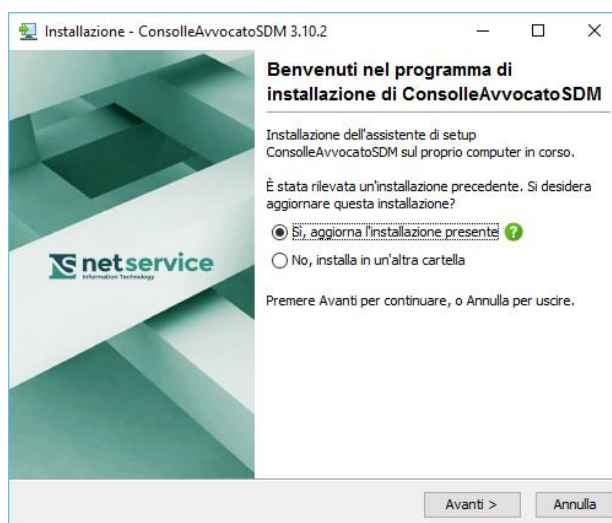 Installazione - ConsolleAvvocatoSDM 3.10.2
Benvenuti nel programma di
installazione di ConsolleAvvocatoSDM
Installazione dell'assistente di setup
ConsolleAvvocatoSDM sul proprio computer in corso.
È stata rilevata un'installazione precedente. Si desidera
aggiornare questa installazione?
Sì, aggiorna l'installazione presente
No, installa in un'altra cartella
netservice
Information Technology
Premere Avanti per continuare, o Annulla per uscire.
Avanti >
Annulla